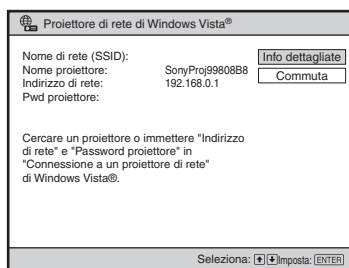 Proiettore di rete di Windows Vista®
Nome di rete (SSID):
Nome proiettore: SonyProj99808B8
Indirizzo di rete: 192.168.0.1
Pwd proiettore:
Info dettagliate
Commuta
Cercare un proiettore o immettere "Indirizzo
di rete" e "Password proiettore" in
"Connessione a un proiettore di rete"
di Windows Vista®.
Seleziona: Imposta: ENTER